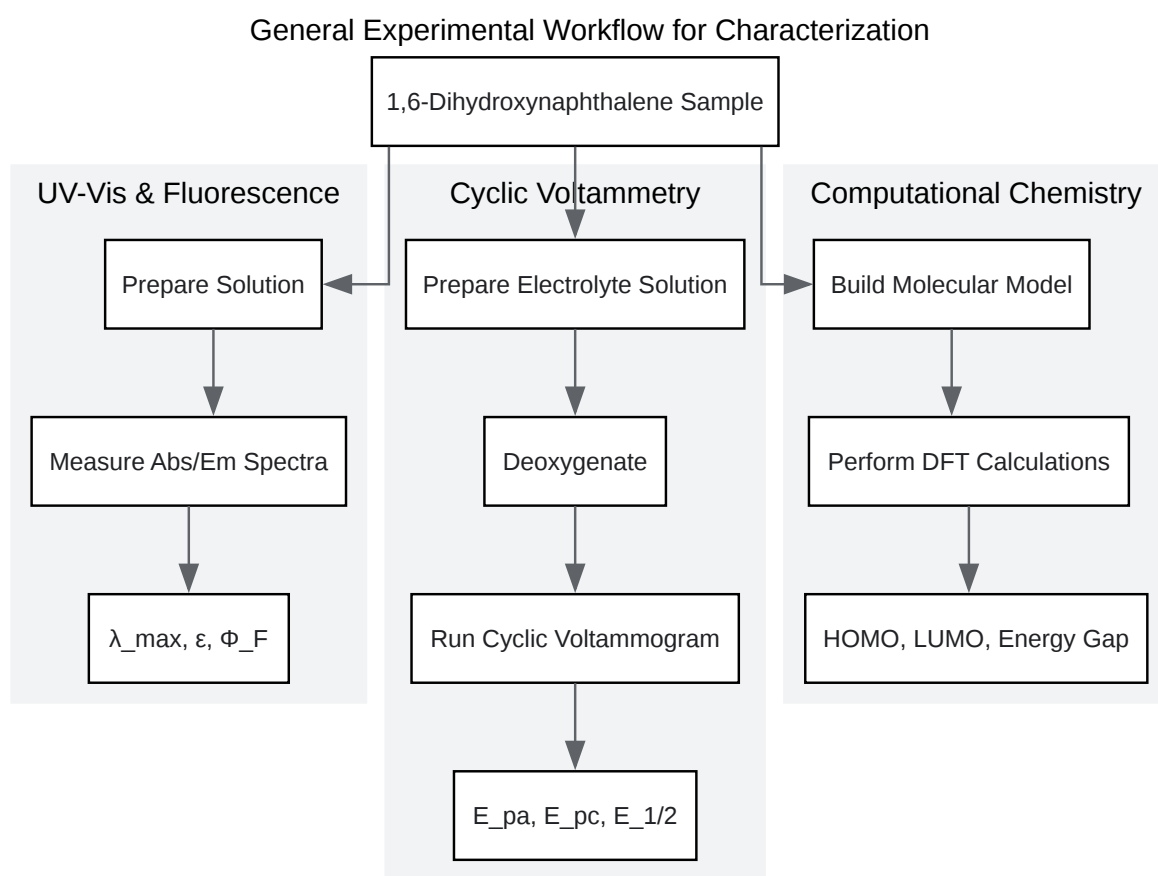 General Experimental Workflow for Characterization
1,6-Dihydroxynaphthalene Sample
UV-Vis & Fluorescence
Prepare Solution
Measure Abs/Em Spectra
λ_max, ε, Φ_F
Cyclic Voltammetry
Prepare Electrolyte Solution
Deoxygenate
Run Cyclic Voltammogram
E_pa, E_pc, E_1/2
Computational Chemistry
Build Molecular Model
Perform DFT Calculations
HOMO, LUMO, Energy Gap